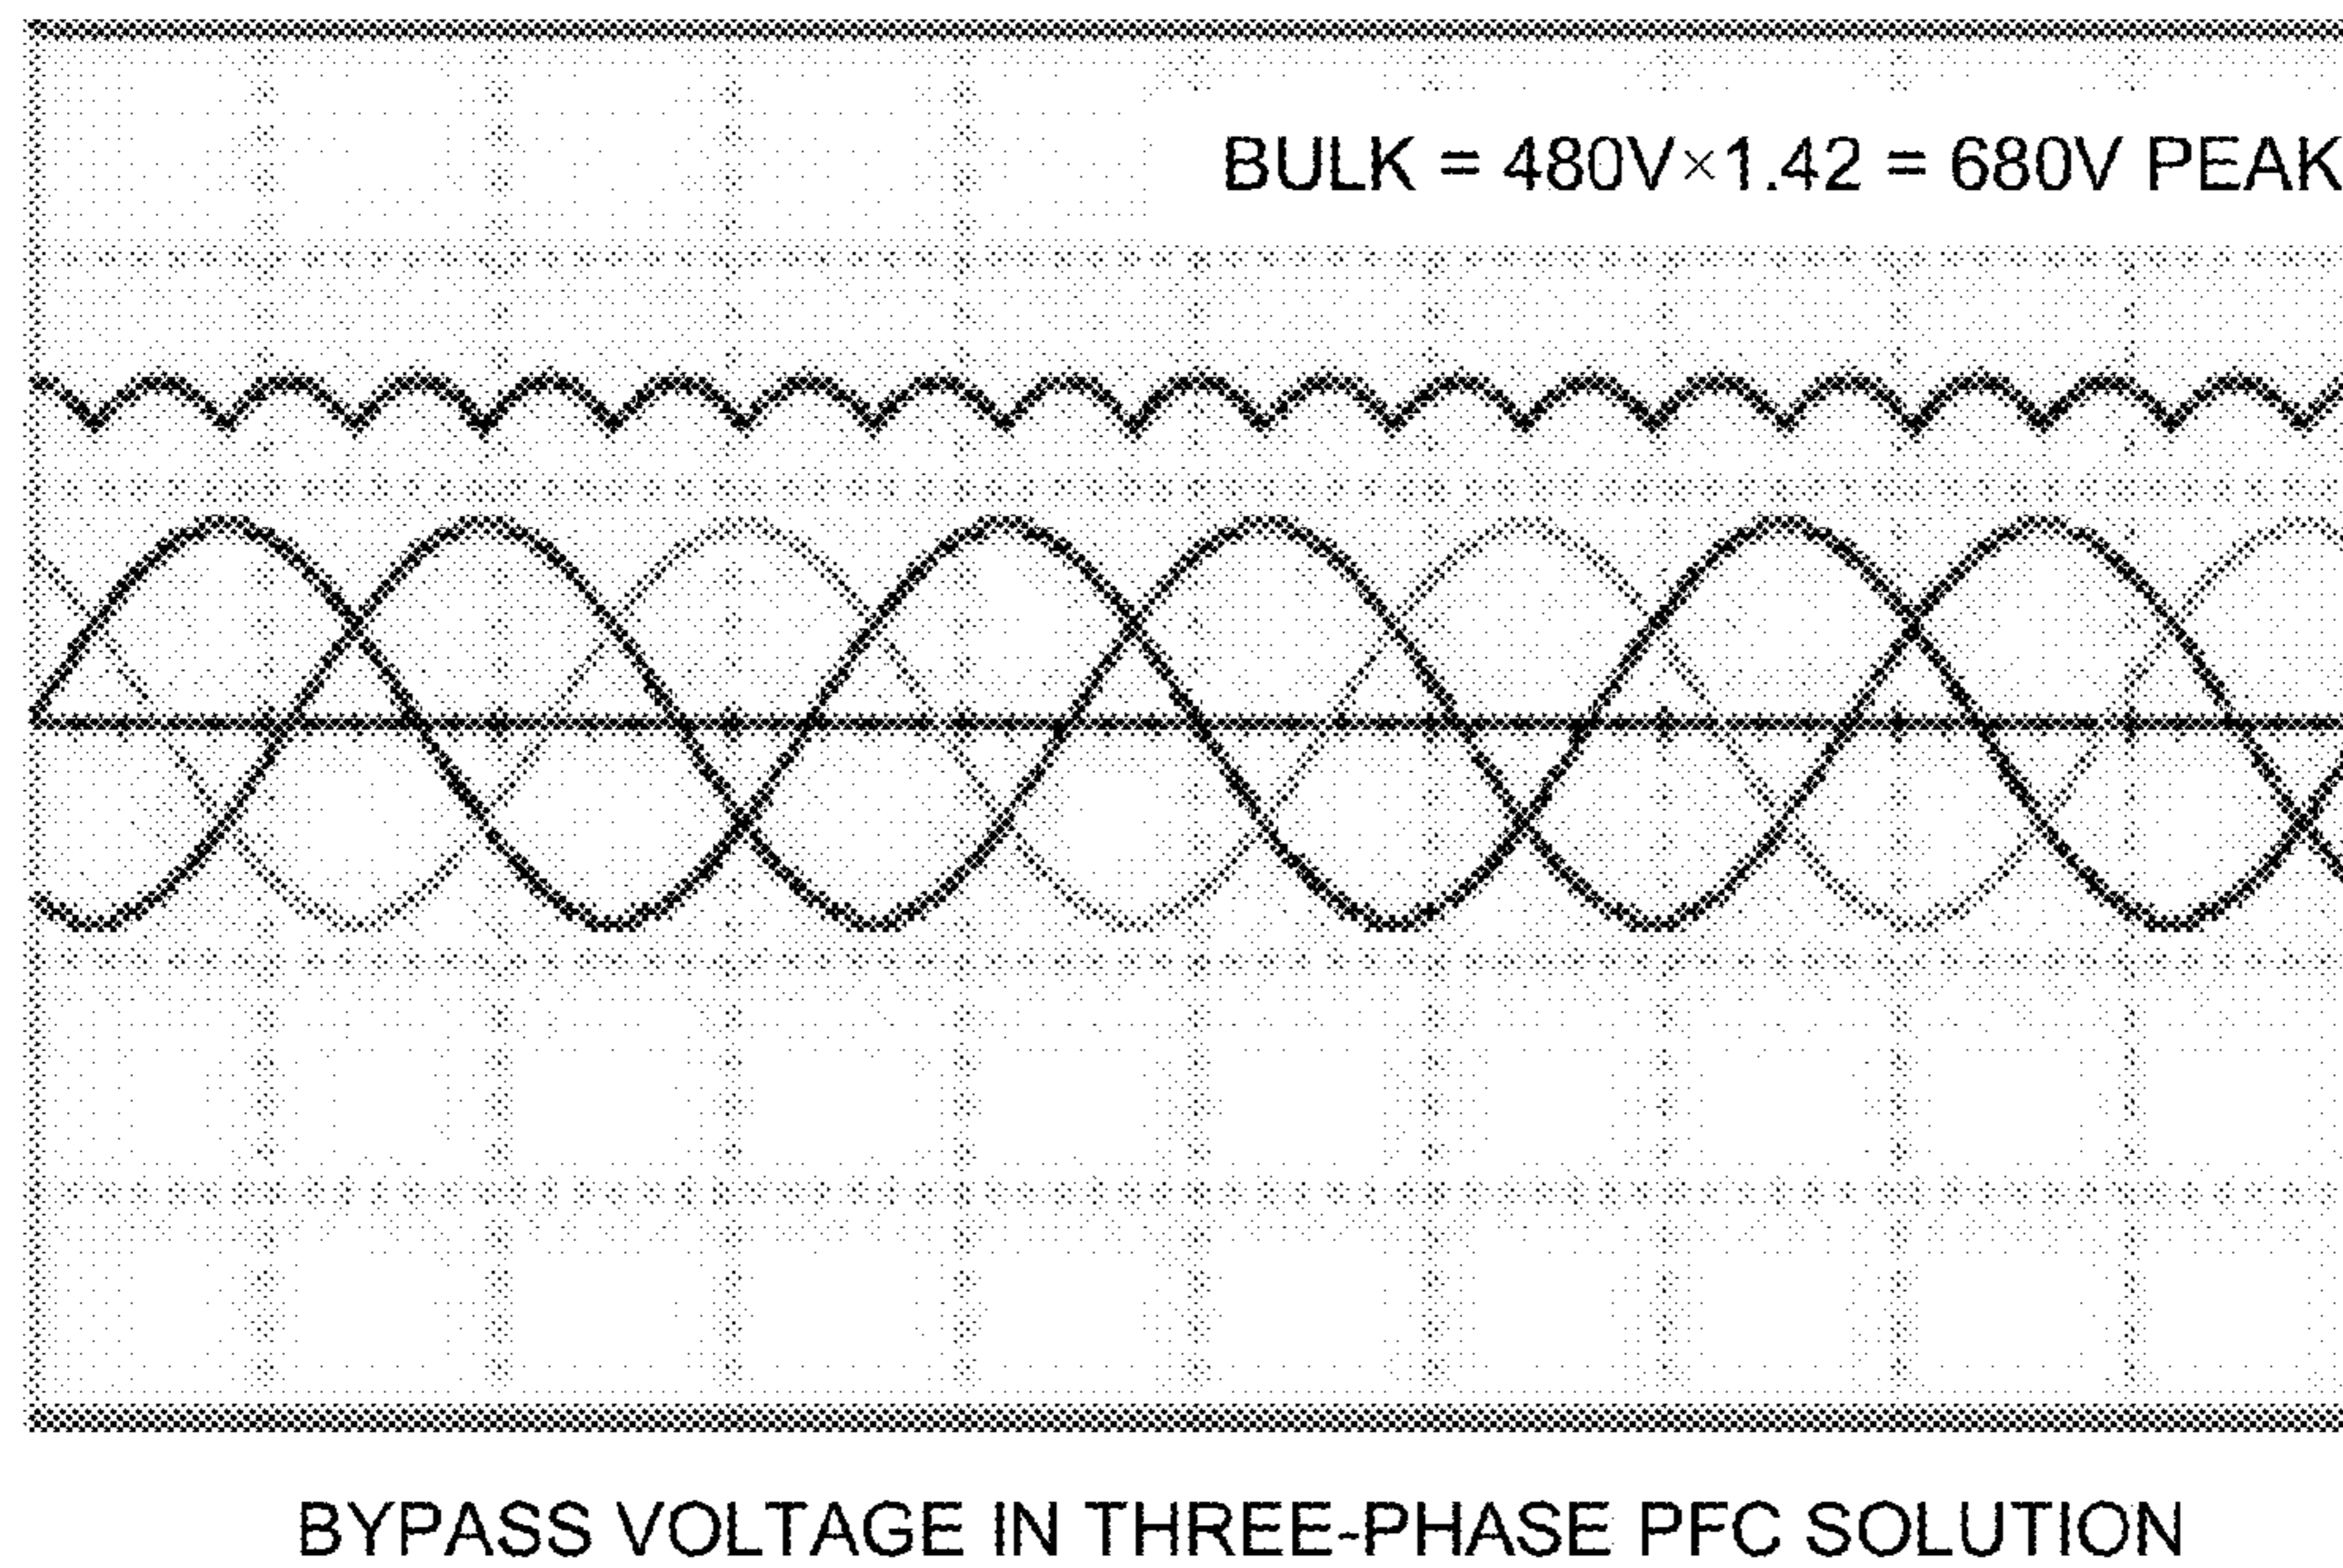 BULK = 480V×1.42 = 680V PEAK
BYPASS VOLTAGE IN THREE-PHASE PFC SOLUTION